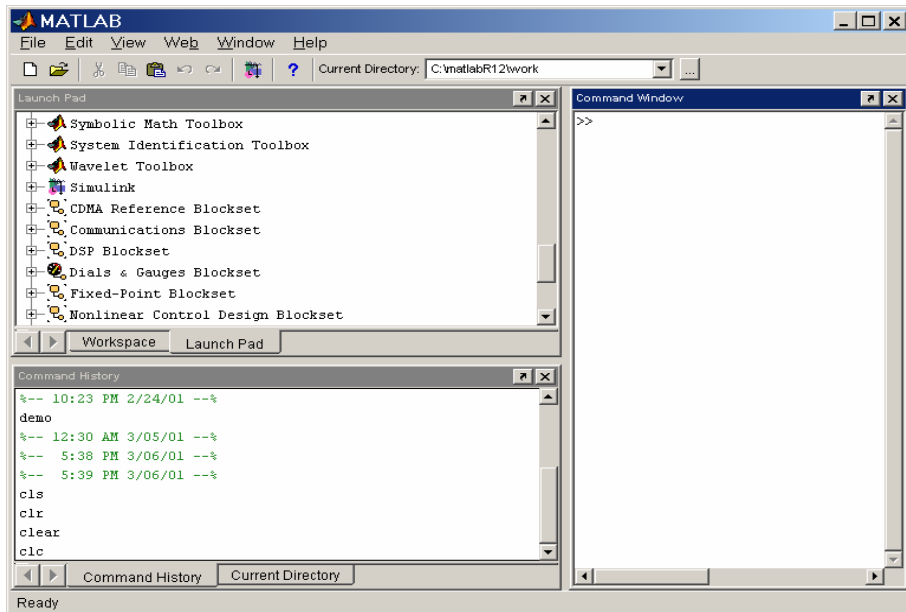 MATLAB
File Edit View Web Window Help
? Current Directory: C:\matlabR12\work ...
Launch Pad
Symbolic Math Toolbox
System Identification Toolbox
Wavelet Toolbox
Simulink
CDMA Reference Blockset
Communications Blockset
DSP Blockset
Dials & Gauges Blockset
Fixed-Point Blockset
Nonlinear Control Design Blockset
Workspace Launch Pad
Command History
%-- 10:23 PM 2/24/01 --%
demo
%-- 12:30 AM 3/05/01 --%
%-- 5:38 PM 3/06/01 --%
%-- 5:39 PM 3/06/01 --%
cls
clr
clear
clc
Command History Current Directory
Command Window
>>
Ready